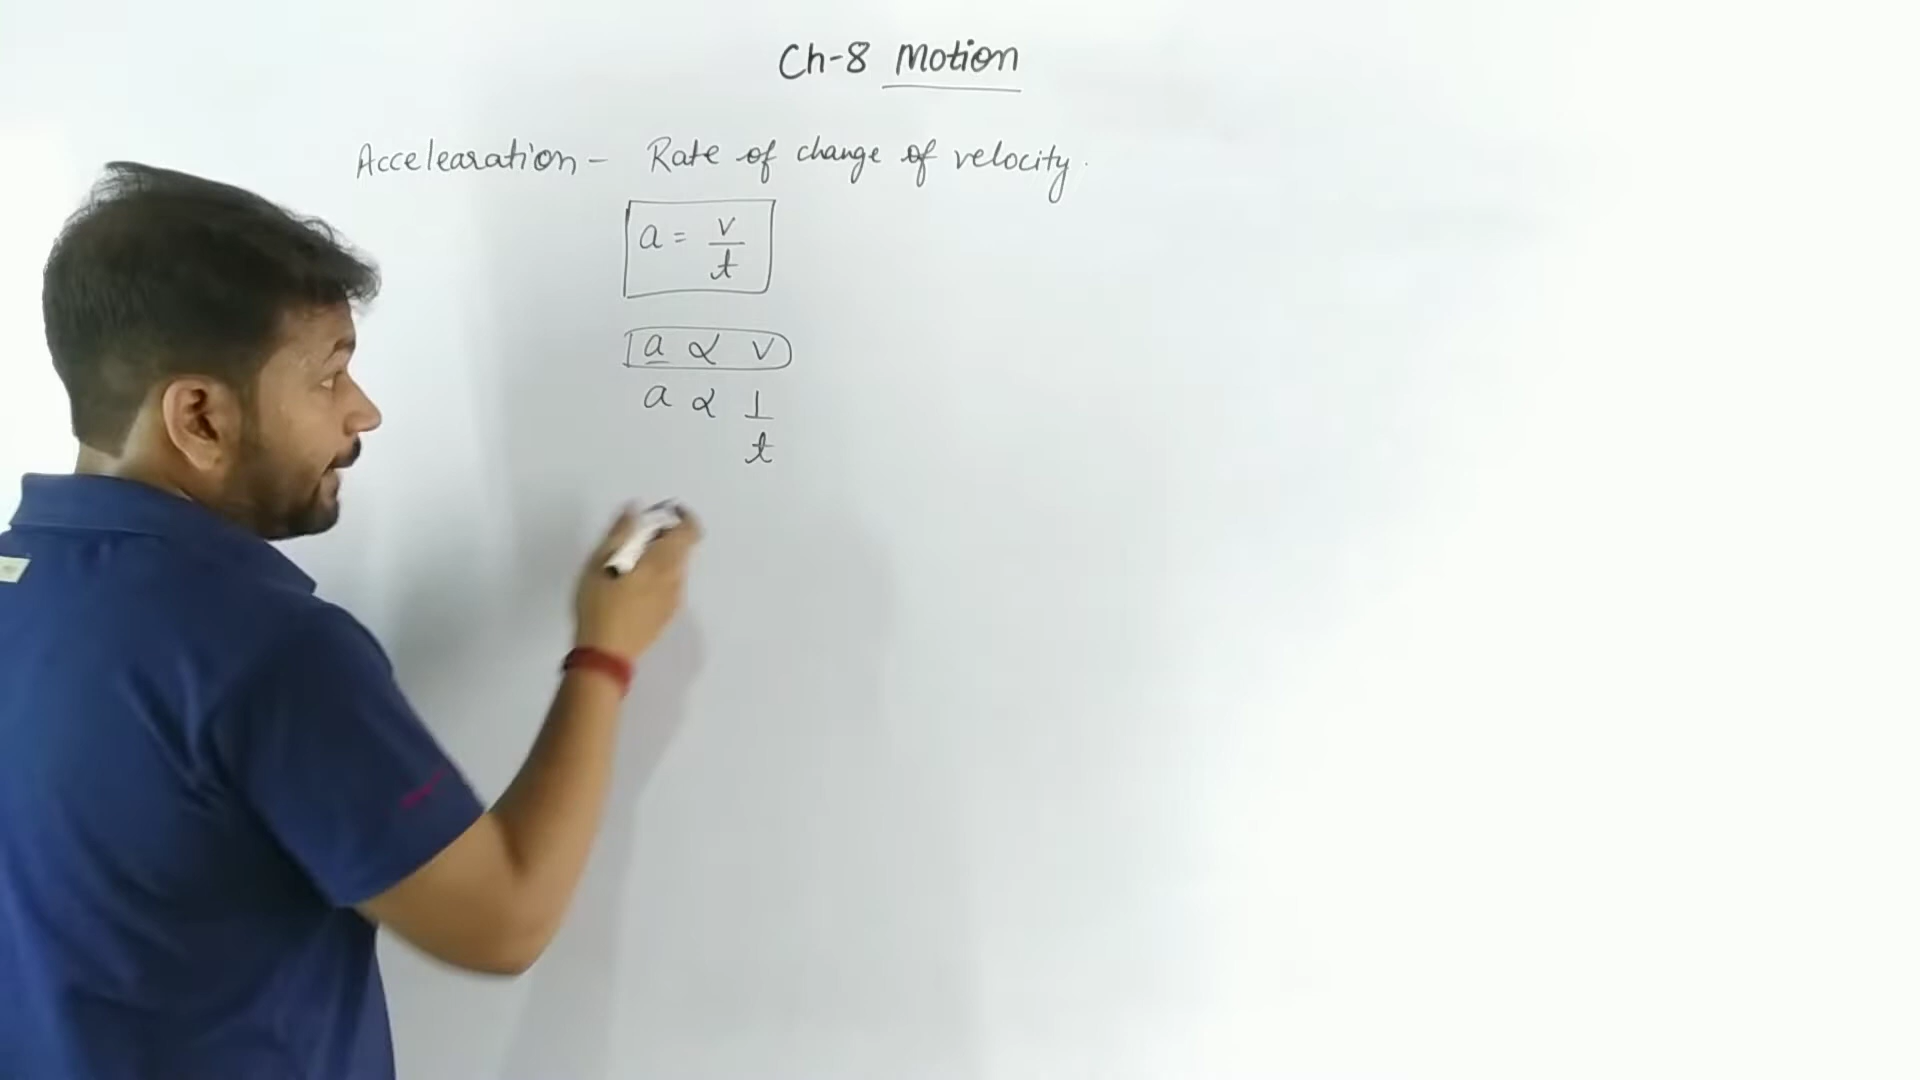 Ch-8 Motion
Accelearation - Rate of change of velocity.
a = v/t
a ∝ v
a ∝ 1/t